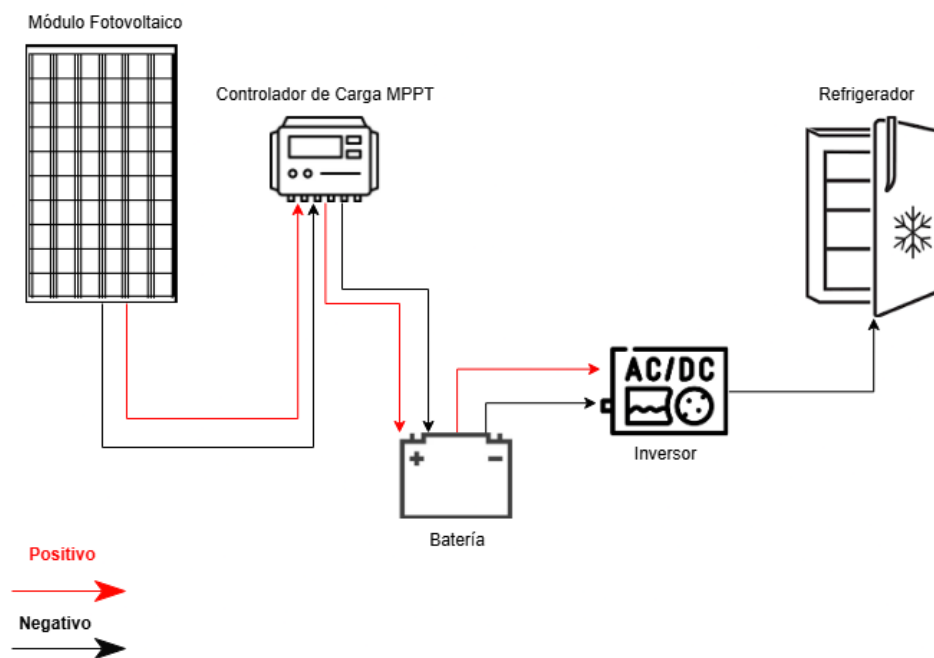 Módulo Fotovoltaico
Controlador de Carga MPPT
Refrigerador
AC/DC
Inversor
+ −
Batería
Positivo
Negativo